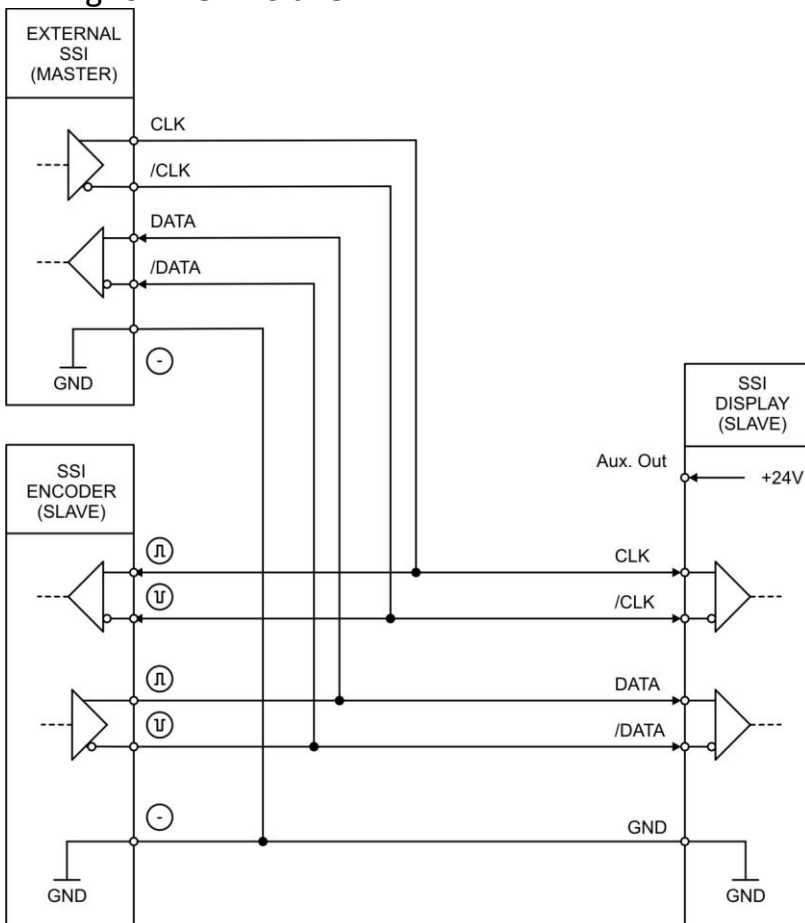 EXTERNAL
SSI
(MASTER)
CLK
/CLK
DATA
/DATA
-
GND
SSI
DISPLAY
(SLAVE)
Aux. Out
+24V
SSI
ENCODER
(SLAVE)
CLK
/CLK
DATA
/DATA
-
GND
GND
GND